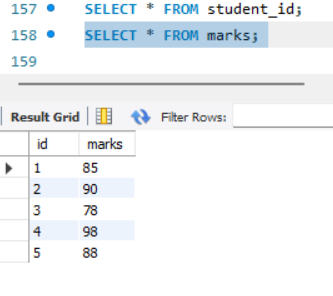 157 SELECT * FROM student_id;
158 SELECT * FROM marks;
159
Result Grid Filter Rows:
id marks
1 85
2 90
3 78
4 98
5 88